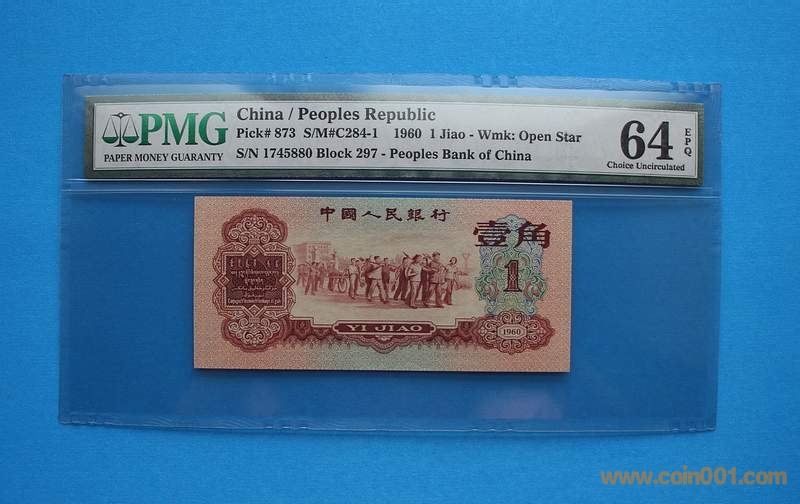 PMG
PAPER MONEY GUARANTY
China / Peoples Republic
Pick# 873 S/M#C284-1 1960 1 Jiao - Wmk: Open Star
S/N 1745880 Block 297 - Peoples Bank of China
64 EPQ
Choice Uncirculated
中國人民銀行
壹角
1
YI JIAO
1960
www.coin001.com